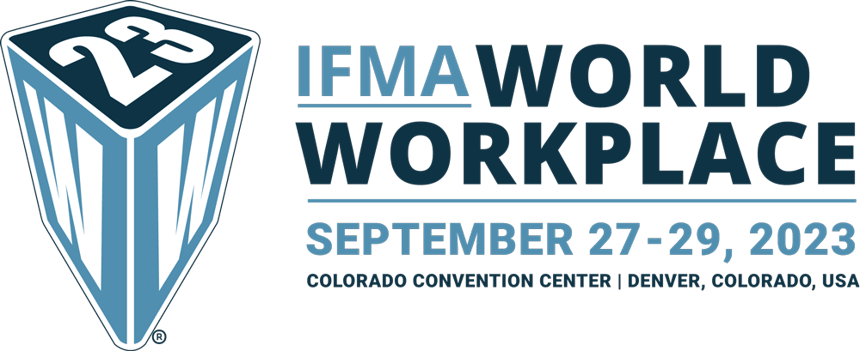 23
W W
IFMA WORLD
WORKPLACE
SEPTEMBER 27-29, 2023
COLORADO CONVENTION CENTER | DENVER, COLORADO, USA
®